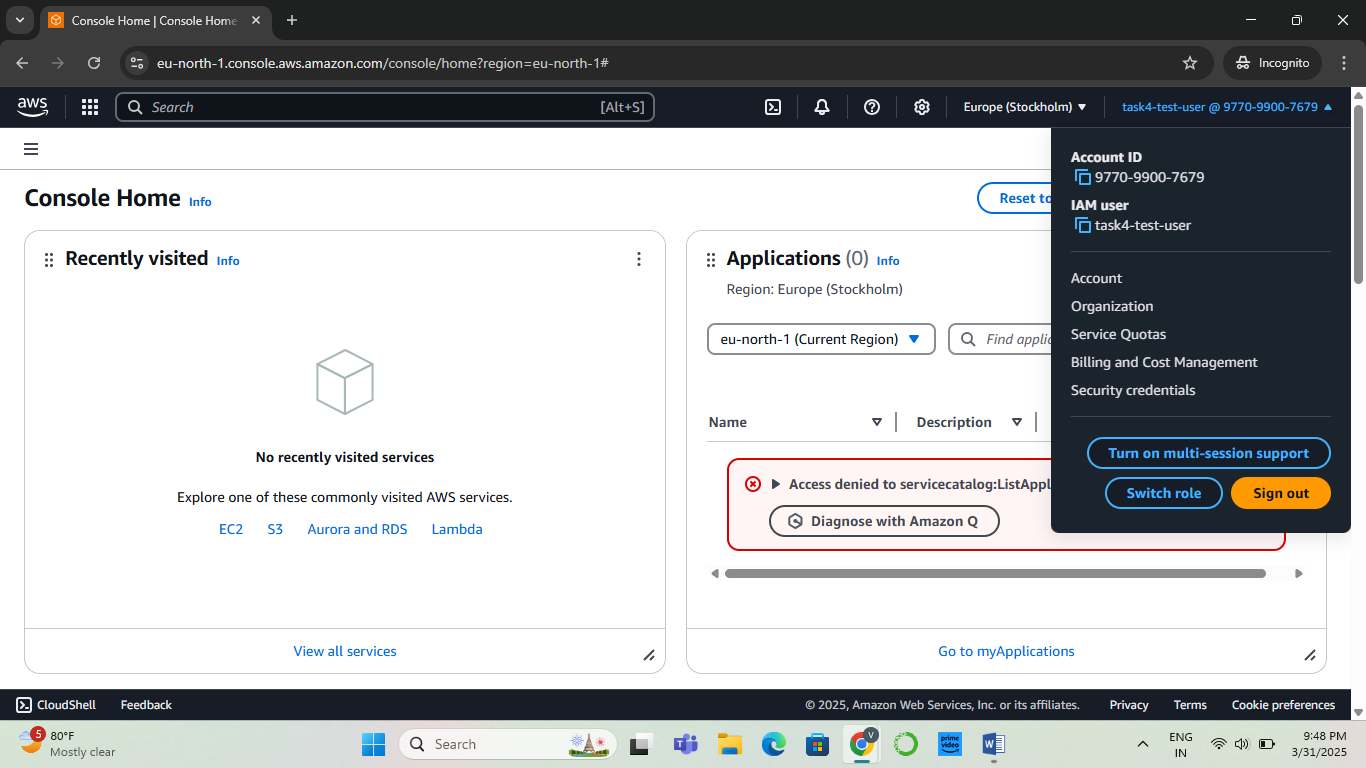 Console Home | Console Home
eu-north-1.console.aws.amazon.com/console/home?region=eu-north-1#
Incognito
aws
Search
[Alt+S]
Europe (Stockholm)
task4-test-user @ 9770-9900-7679
Account ID
9770-9900-7679
IAM user
task4-test-user
Account
Organization
Service Quotas
Billing and Cost Management
Security credentials
Turn on multi-session support
Switch role
Sign out
Console Home
Info
Reset to
Recently visited
Info
No recently visited services
Explore one of these commonly visited AWS services.
EC2
S3
Aurora and RDS
Lambda
View all services
Applications (0)
Info
Region: Europe (Stockholm)
eu-north-1 (Current Region)
Find applic
Name
Description
Access denied to servicecatalog:ListAppl
Diagnose with Amazon Q
Go to myApplications
CloudShell
Feedback
© 2025, Amazon Web Services, Inc. or its affiliates.
Privacy
Terms
Cookie preferences
5
80°F
Mostly clear
Search
V
prime video
W
ENG
IN
9:48 PM
3/31/2025